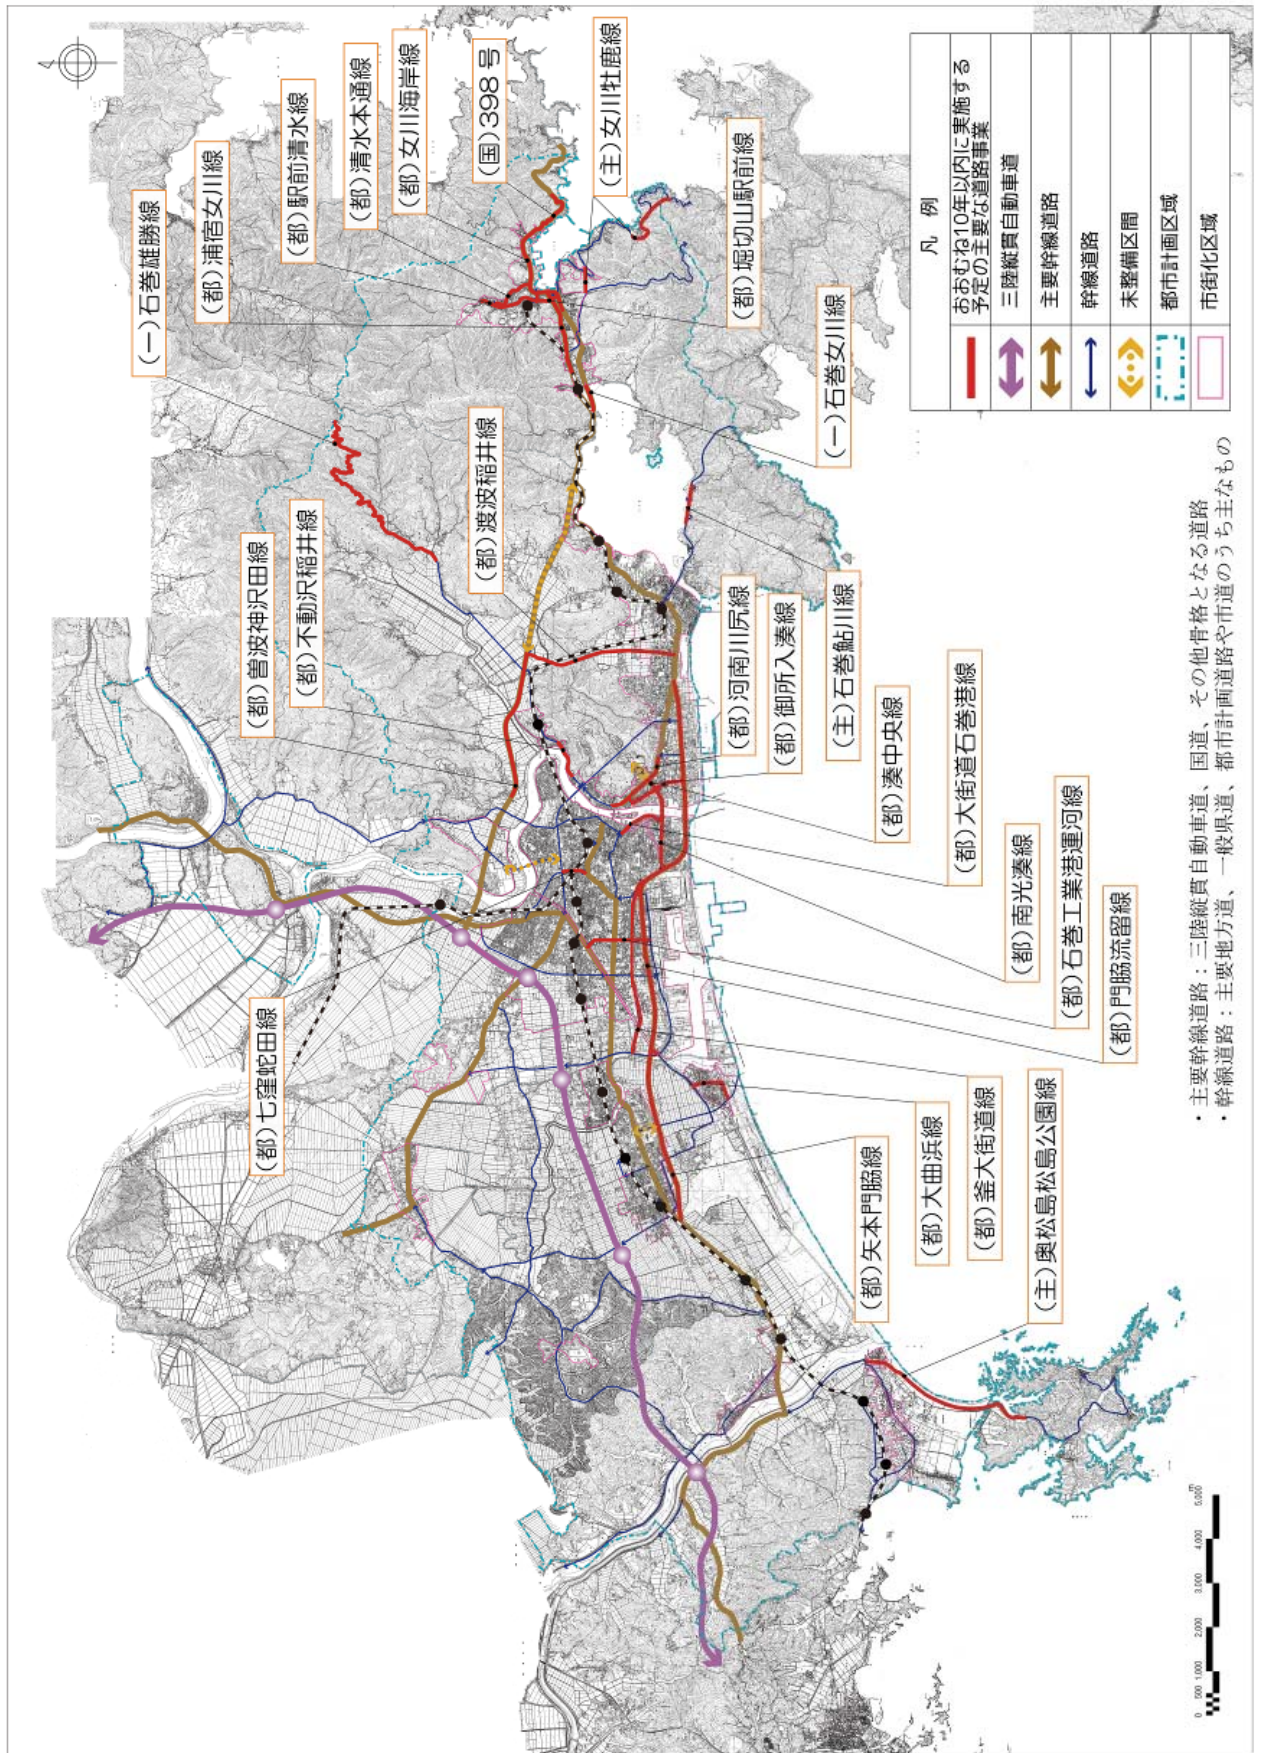 (一)石巻雄勝線
(都)浦宿女川線
(都)駅前清水線
(都)清水本通線
(都)女川海岸線
(国)398号
(主)女川牡鹿線
(都)堀切山駅前線
(一)石巻女川線
(都)渡波稲井線
(都)曽波神沢田線
(都)不動沢稲井線
(都)河南川尻線
(都)御所入湊線
(主)石巻鮎川線
(都)湊中央線
(都)大街道石巻港線
(都)南光湊線
(都)石巻工業港運河線
(都)門脇流留線
(都)七窪蛇田線
(都)矢本門脇線
(都)大曲浜線
(都)釜大街道線
(主)奥松島松島公園線
凡 例
おおむね10年以内に実施する
予定の主要な道路事業
三陸縦貫自動車道
主要幹線道路
幹線道路
未整備区間
都市計画区域
市街化区域
・主要幹線道路：三陸縦貫自動車道、国道、その他骨格となる道路
・幹線道路：主要地方道、一般県道、都市計画道路や市道のうち主なもの
0 500 1,000 2,000 3,000 4,000 5,000 m